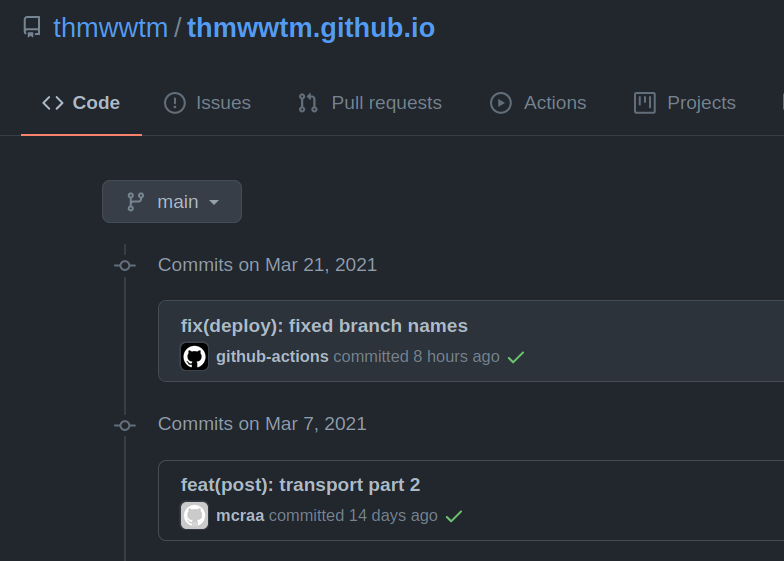 thmwwtm / thmwwtm.github.io
Code Issues Pull requests Actions Projects
main
Commits on Mar 21, 2021
fix(deploy): fixed branch names
github-actions committed 8 hours ago
Commits on Mar 7, 2021
feat(post): transport part 2
mcraa committed 14 days ago